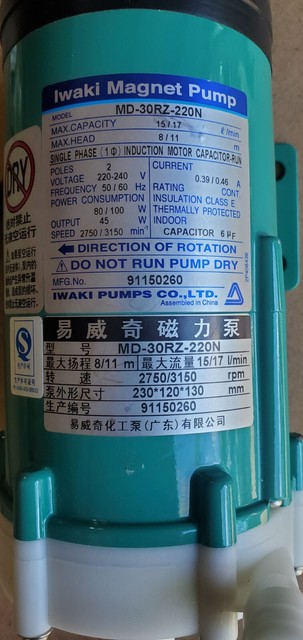 Iwaki Magnet Pump
MODEL MD-30RZ-220N
MAX.CAPACITY 15/17 ℓ/min.
MAX.HEAD 8/11 m
SINGLE PHASE (1Φ) INDUCTION MOTOR CAPACITOR-RUN
POLES 2 CURRENT
VOLTAGE 220-240 V 0.39/0.46 A
FREQUENCY 50/60 Hz RATING CONT
POWER CONSUMPTION INSULATION CLASS E
80/100 W THERMALLY PROTECTED
OUTPUT 45 W INDOOR
SPEED 2750/3150 min⁻¹ CAPACITOR 6 μF
DIRECTION OF ROTATION
DO NOT RUN PUMP DRY
MFG.No. 91150260
IWAKI PUMPS CO.,LTD. Assembled in China
易威奇磁力泵
型号 MD-30RZ-220N
最大扬程 8/11 m 最大流量 15/17 l/min
转速 2750/3150 rpm
泵外形尺寸 230*120*130 mm
生产编号 91150260
易威奇化工泵(广东)有限公司
DRY